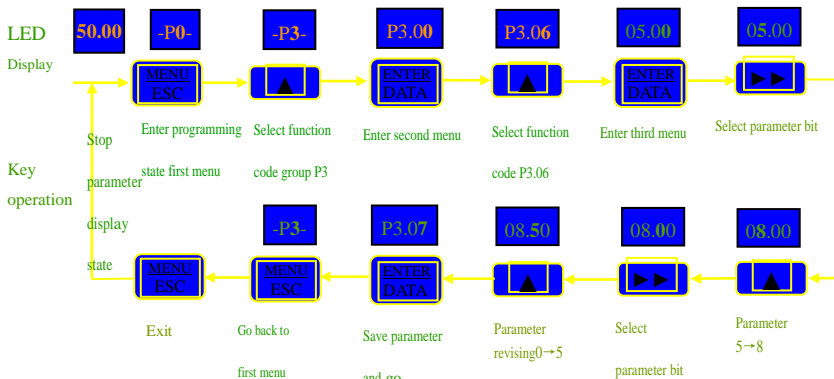 LED
Display
50.00
-P0-
-P3-
P3.00
P3.06
05.00
05.00
MENU
ESC
▲
ENTER
DATA
▲
ENTER
DATA
►►
Enter programming
state first menu
Select function
code group P3
Enter second menu
Select function
code P3.06
Enter third menu
Select parameter bit
Key
operation
Stop
parameter
display
state
-P3-
P3.07
08.50
08.00
08.00
MENU
ESC
MENU
ESC
ENTER
DATA
▲
►►
▲
Exit
Go back to
first menu
Save parameter
and go
Parameter
revising0→5
Select
parameter bit
Parameter
5→8